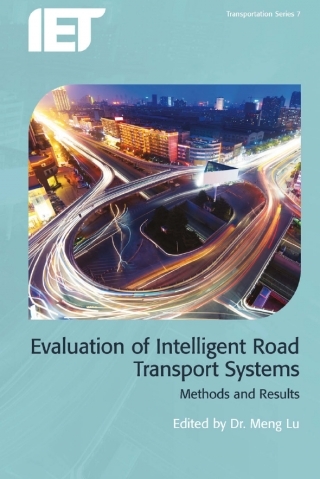 IET
Transportation Series 7
Evaluation of Intelligent Road
Transport Systems
Methods and Results
Edited by Dr. Meng Lu